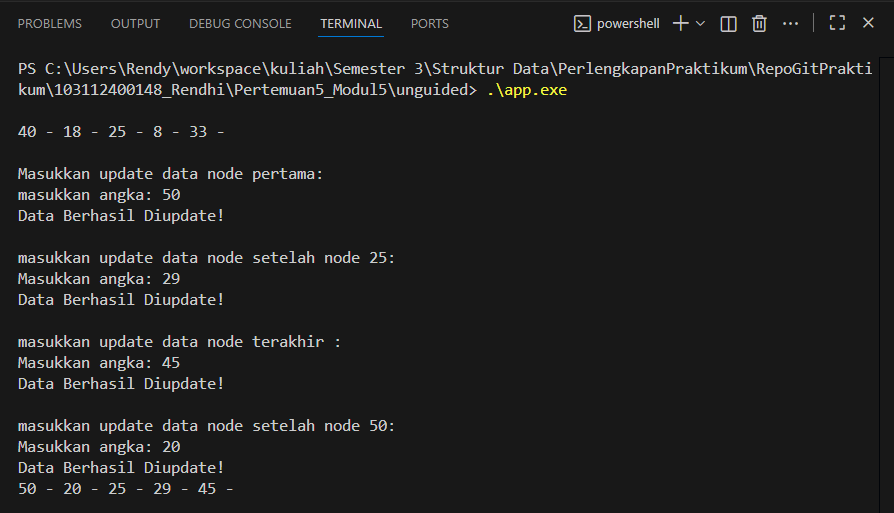 PROBLEMS OUTPUT DEBUG CONSOLE TERMINAL PORTS powershell
PS C:\Users\Rendy\workspace\kuliah\Semester 3\Struktur Data\PerlengkapanPraktikum\RepoGitPrakti
kum\103112400148_Rendhi\Pertemuan5_Modul5\unguided> .\app.exe
40 - 18 - 25 - 8 - 33 -
Masukkan update data node pertama:
masukkan angka: 50
Data Berhasil Diupdate!
masukkan update data node setelah node 25:
Masukkan angka: 29
Data Berhasil Diupdate!
masukkan update data node terakhir :
Masukkan angka: 45
Data Berhasil Diupdate!
masukkan update data node setelah node 50:
Masukkan angka: 20
Data Berhasil Diupdate!
50 - 20 - 25 - 29 - 45 -